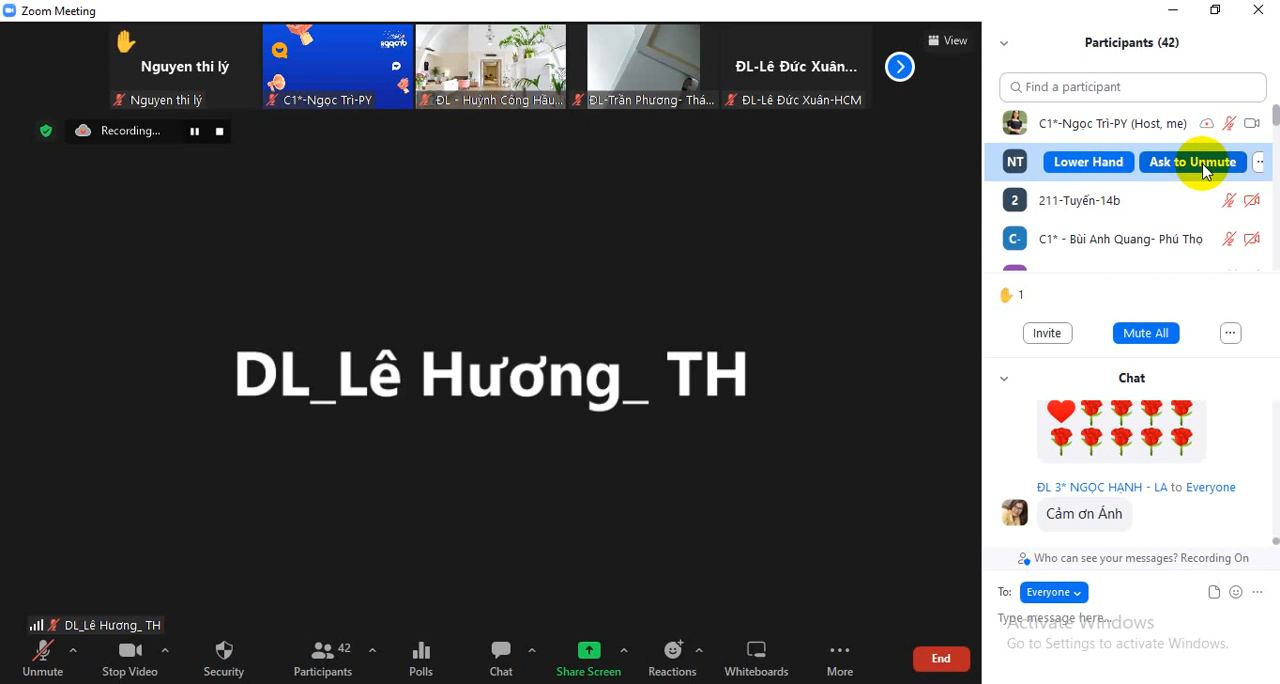 Zoom Meeting
Nguyen thi lý
ĐL-Lê Đức Xuân...
View
Nguyen thi lý
C1*-Ngọc Trì-PY
ĐL - Huỳnh Công Hầu...
ĐL-Trần Phương- Thá...
ĐL-Lê Đức Xuân-HCM
Recording...
DL_Lê Hương_ TH
DL_Lê Hương_ TH
Unmute
Stop Video
Security
42
Participants
Polls
Chat
Share Screen
Reactions
Whiteboards
More
End
Participants (42)
Find a participant
C1*-Ngọc Trì-PY (Host, me)
NT
Lower Hand
Ask to Unmute
2
211-Tuyến-14b
C-
C1* - Bùi Anh Quang- Phú Thọ
1
Invite
Mute All
Chat
ĐL 3* NGỌC HẠNH - LA to Everyone
Cảm ơn Ánh
Who can see your messages? Recording On
To: Everyone
Type message here...
Activate Windows
Go to Settings to activate Windows.